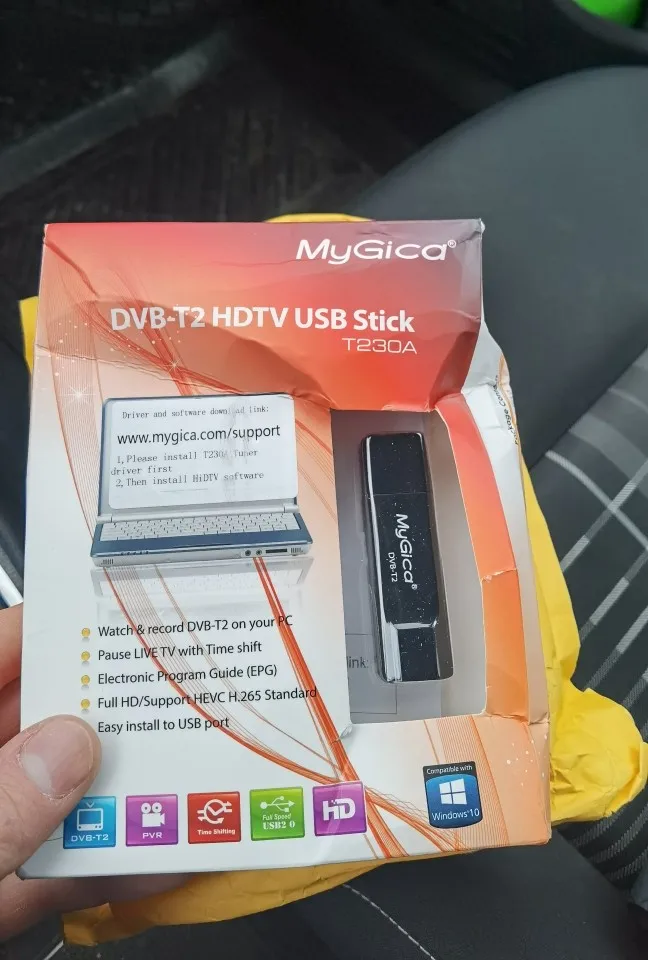 MyGica®
DVB-T2 HDTV USB Stick
T230A
Driver and software download link:
www.mygica.com/support
1,Please install T230A Tuner
driver first
2,Then install HiDTV software
MyGica®
DVB-T2
link:
Watch & record DVB-T2 on your PC
Pause LIVE TV with Time shift
Electronic Program Guide (EPG)
Full HD/Support HEVC H.265 Standard
Easy install to USB port
DVB-T2
PVR
Time Shifting
Full Speed
USB2.0
HD
Compatible with
Windows 10